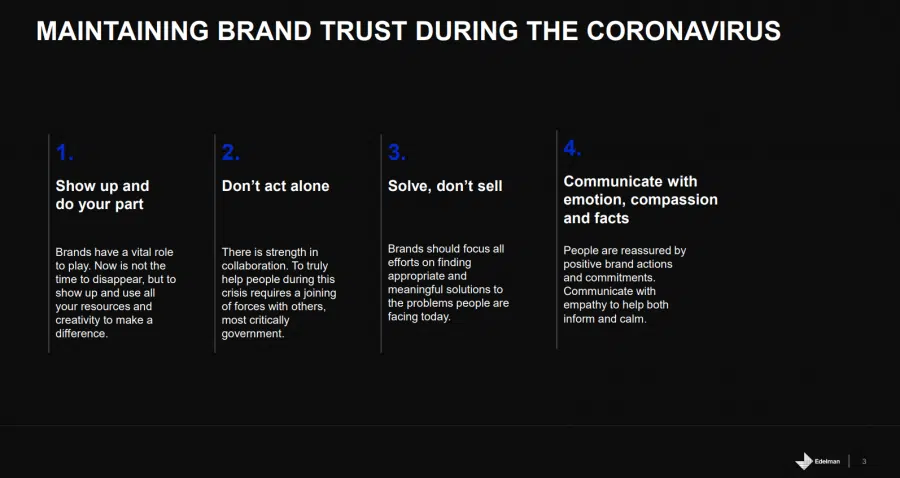 MAINTAINING BRAND TRUST DURING THE CORONAVIRUS
1.
Show up and
do your part
Brands have a vital role
to play. Now is not the
time to disappear, but to
show up and use all
your resources and
creativity to make a
difference.
2.
Don’t act alone
There is strength in
collaboration. To truly
help people during this
crisis requires a joining
of forces with others,
most critically
government.
3.
Solve, don’t sell
Brands should focus all
efforts on finding
appropriate and
meaningful solutions to
the problems people are
facing today.
4.
Communicate with
emotion, compassion
and facts
People are reassured by
positive brand actions
and commitments.
Communicate with
empathy to help both
inform and calm.
Edelman
3